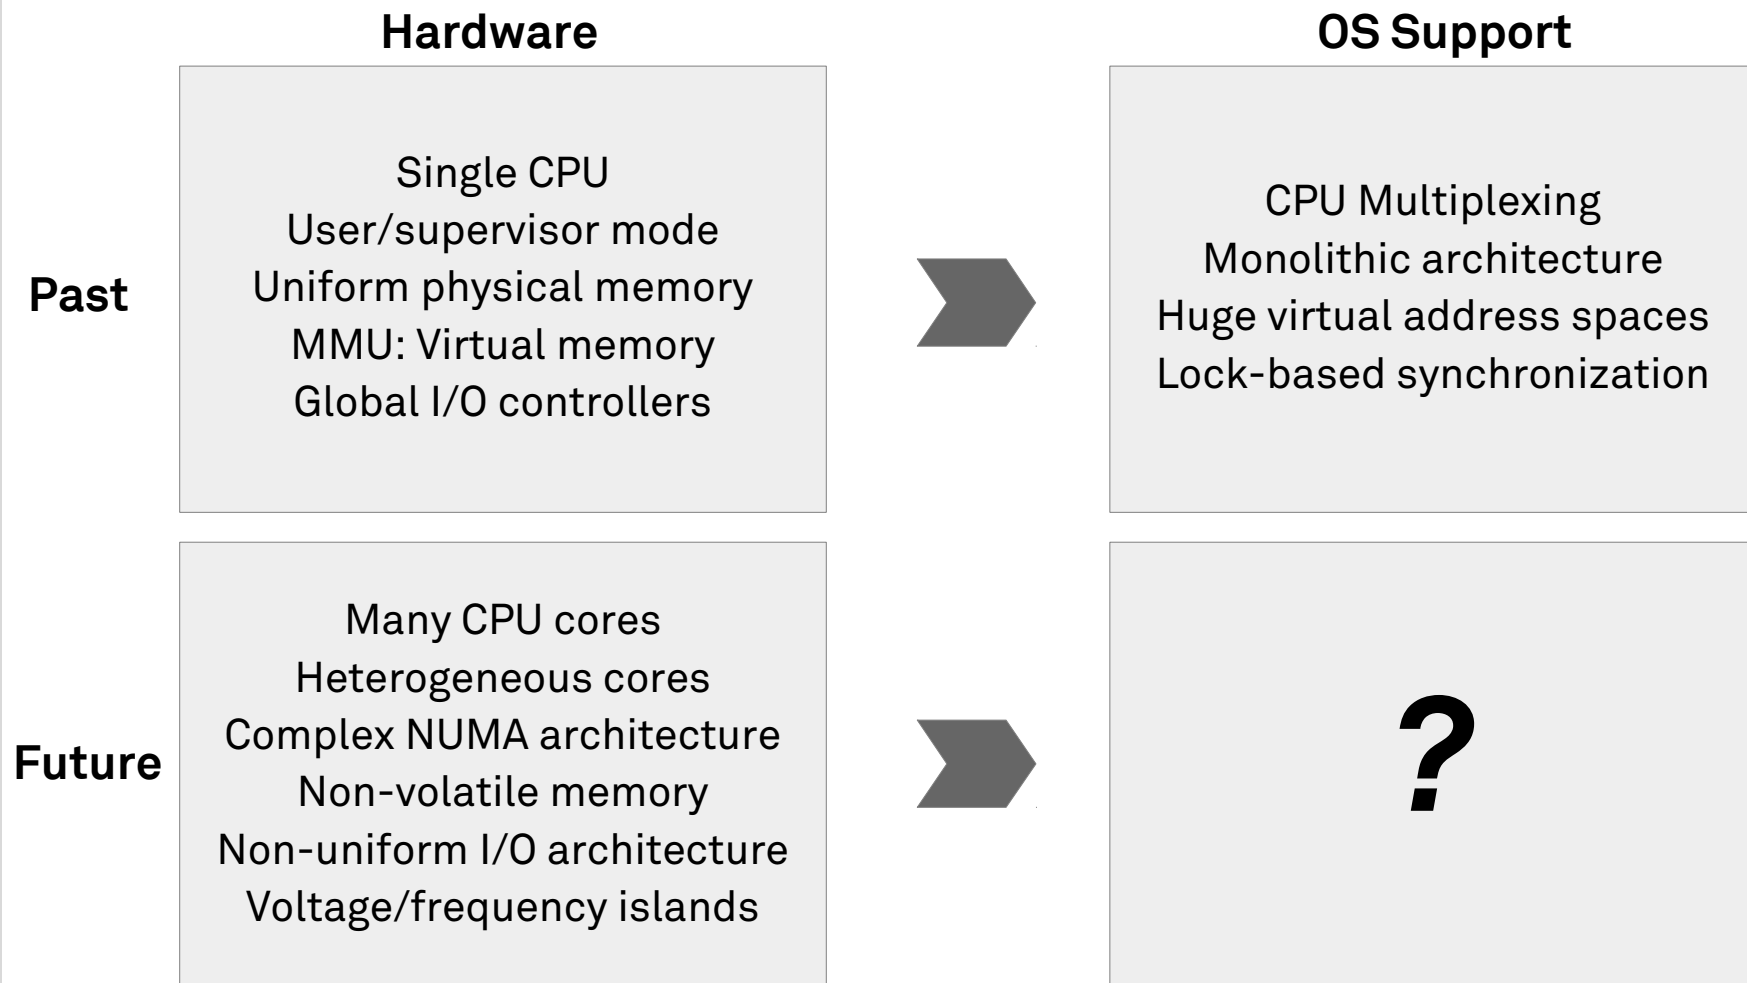 Hardware
OS Support
Past
Single CPU
User/supervisor mode
Uniform physical memory
MMU: Virtual memory
Global I/O controllers
CPU Multiplexing
Monolithic architecture
Huge virtual address spaces
Lock-based synchronization
Future
Many CPU cores
Heterogeneous cores
Complex NUMA architecture
Non-volatile memory
Non-uniform I/O architecture
Voltage/frequency islands
?